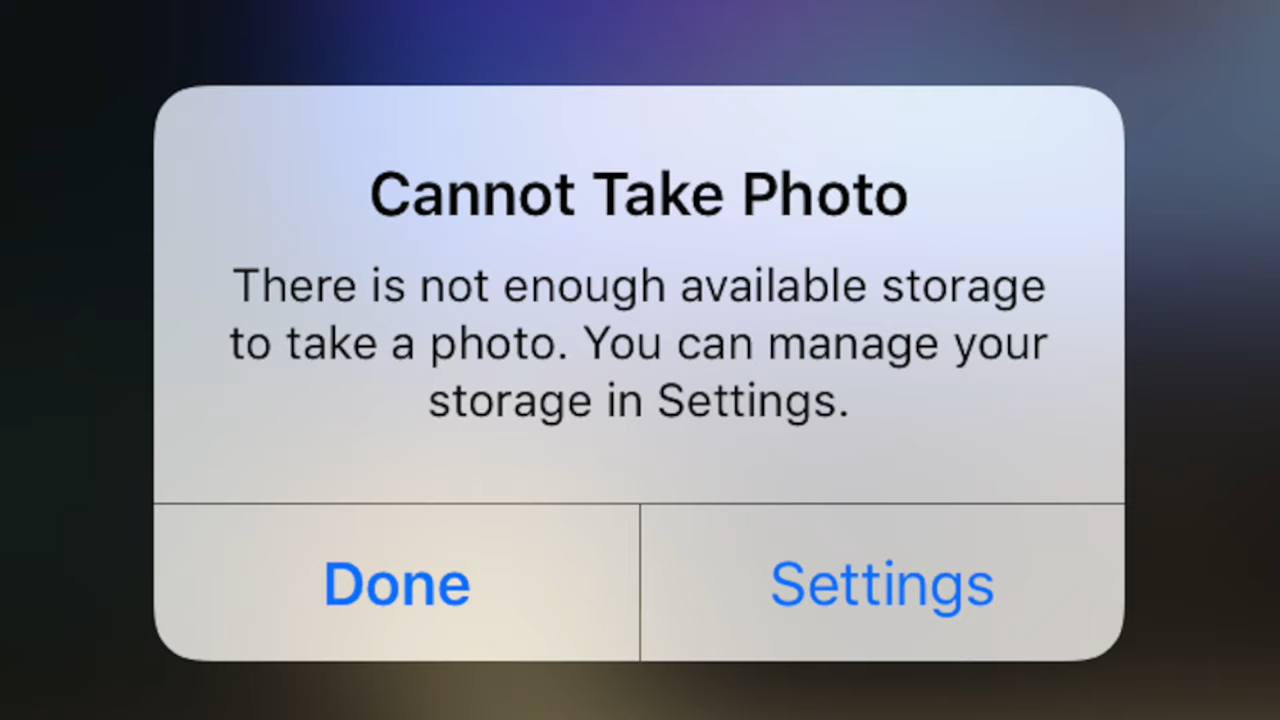 Cannot Take Photo
There is not enough available storage
to take a photo. You can manage your
storage in Settings.
Done
Settings